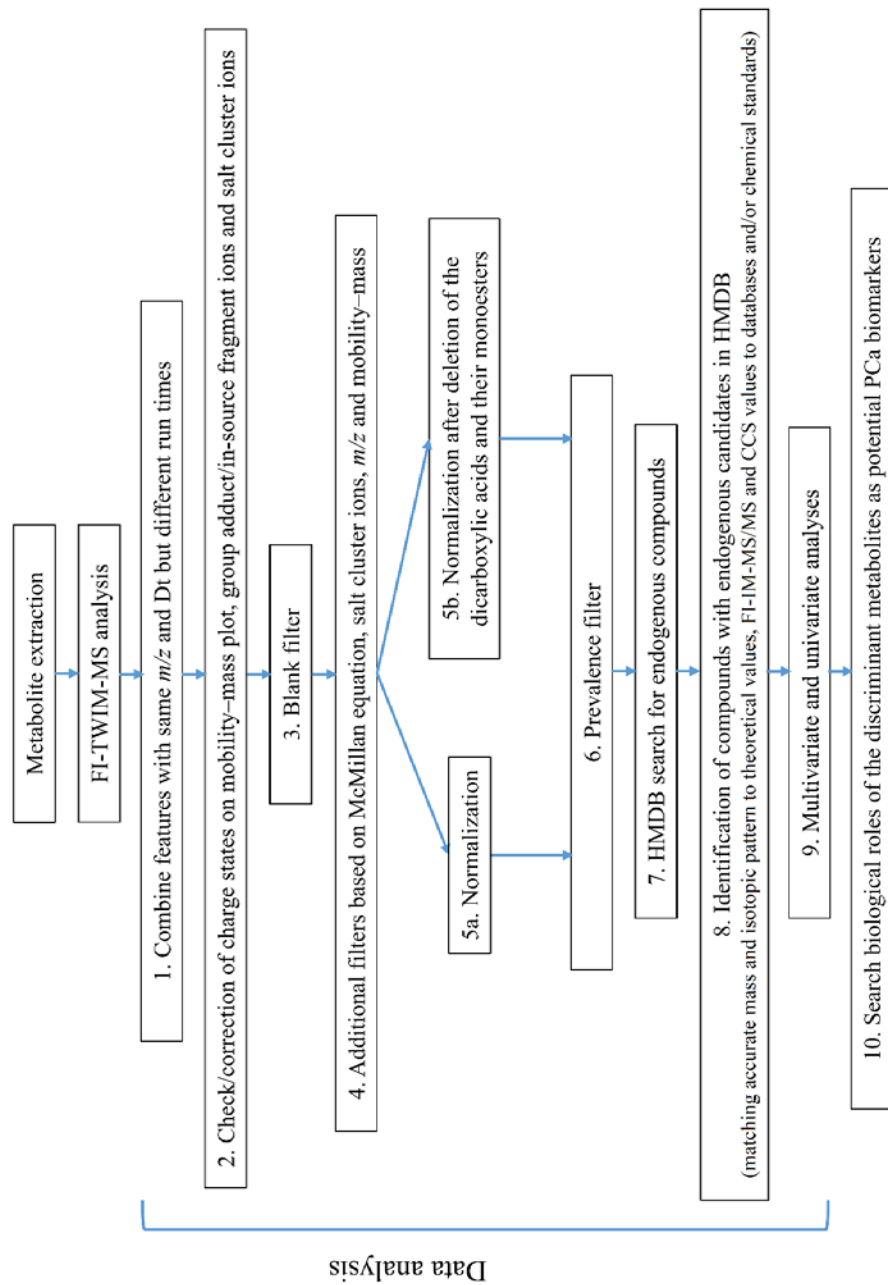 Metabolite extraction
FI-TWIM-MS analysis
1. Combine features with same m/z and Dt but different run times
2. Check/correction of charge states on mobility–mass plot, group adduct/in-source fragment ions and salt cluster ions
3. Blank filter
4. Additional filters based on McMillan equation, salt cluster ions, m/z and mobility–mass
5a. Normalization
5b. Normalization after deletion of the
dicarboxylic acids and their monoesters
6. Prevalence filter
7. HMDB search for endogenous compounds
8. Identification of compounds with endogenous candidates in HMDB
(matching accurate mass and isotopic pattern to theoretical values, FI-IM-MS/MS and CCS values to databases and/or chemical standards)
9. Multivariate and univariate analyses
10. Search biological roles of the discriminant metabolites as potential PCa biomarkers
Data analysis